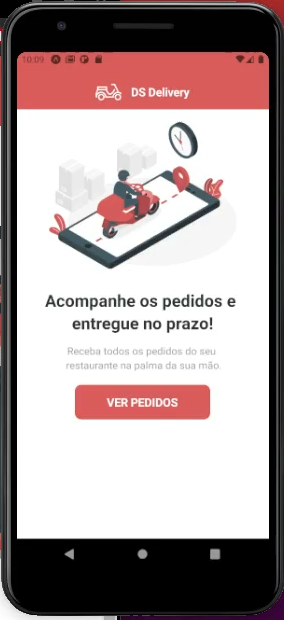 10:09
DS Delivery
Acompanhe os pedidos e
entregue no prazo!
Receba todos os pedidos do seu
restaurante na palma da sua mão.
VER PEDIDOS